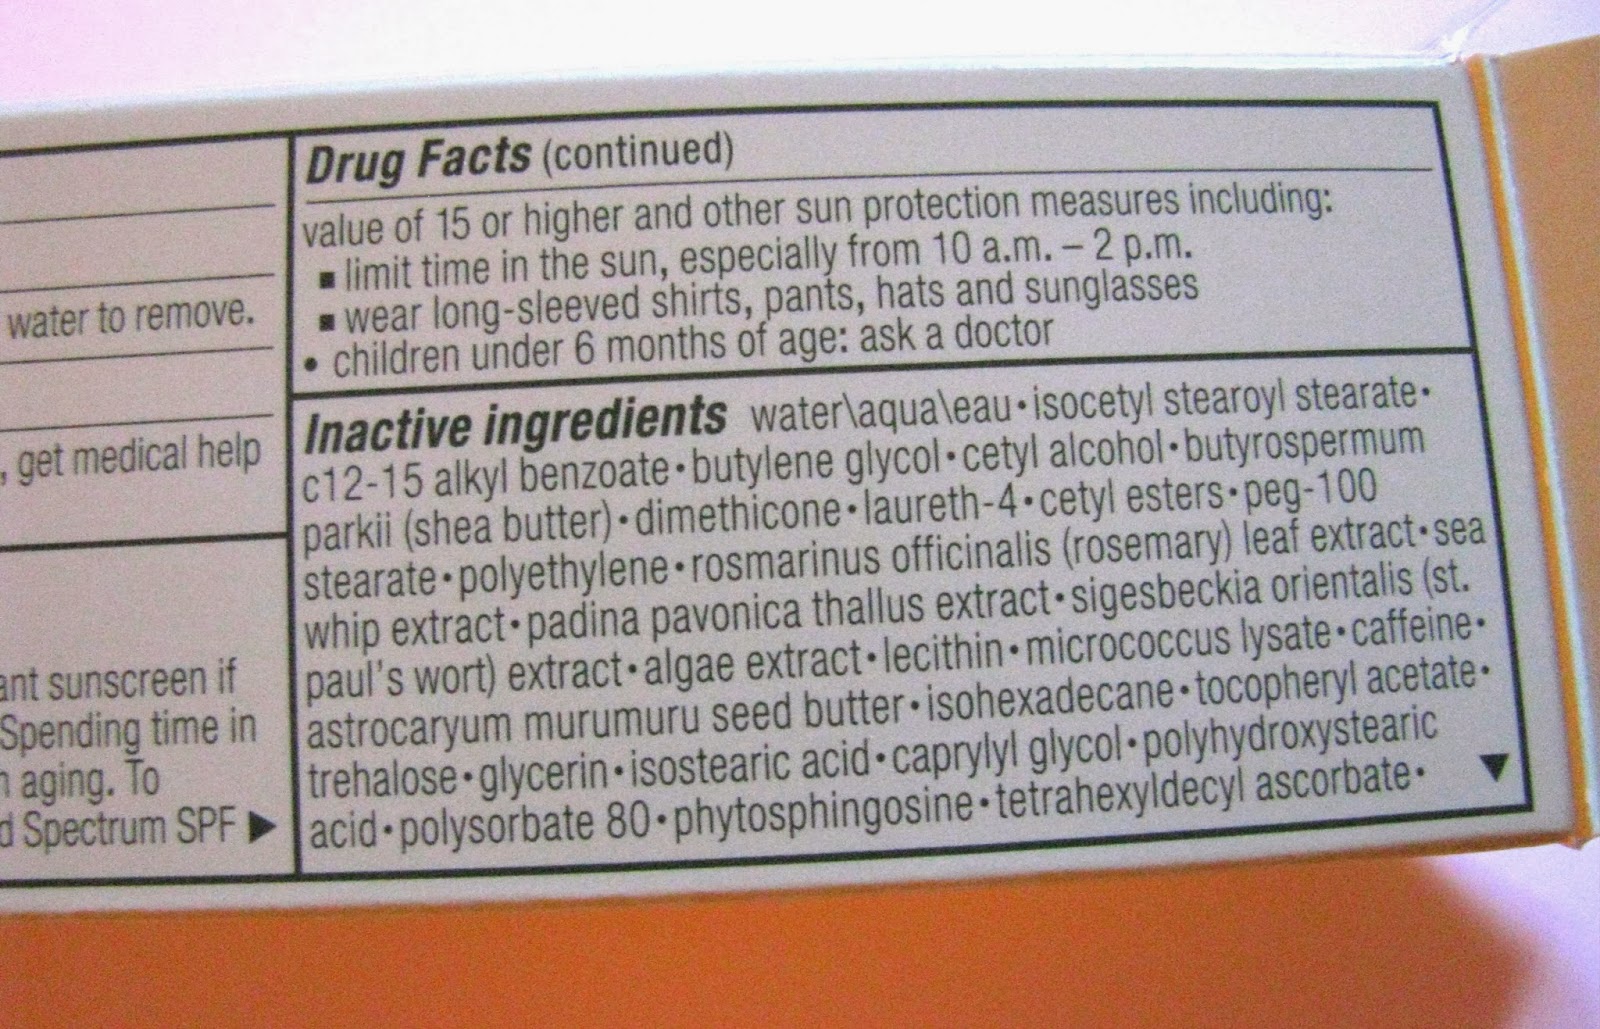 water to remove.
, get medical help
ant sunscreen if
Spending time in
n aging. To
d Spectrum SPF ▶
Drug Facts (continued)
value of 15 or higher and other sun protection measures including:
▪ limit time in the sun, especially from 10 a.m. – 2 p.m.
▪ wear long-sleeved shirts, pants, hats and sunglasses
• children under 6 months of age: ask a doctor
Inactive ingredients water\aqua\eau•isocetyl stearoyl stearate•
c12-15 alkyl benzoate•butylene glycol•cetyl alcohol•butyrospermum
parkii (shea butter)•dimethicone•laureth-4•cetyl esters•peg-100
stearate•polyethylene•rosmarinus officinalis (rosemary) leaf extract•sea
whip extract•padina pavonica thallus extract•sigesbeckia orientalis (st.
paul's wort) extract•algae extract•lecithin•micrococcus lysate•caffeine•
astrocaryum murumuru seed butter•isohexadecane•tocopheryl acetate•
trehalose•glycerin•isostearic acid•caprylyl glycol•polyhydroxystearic
acid•polysorbate 80•phytosphingosine•tetrahexyldecyl ascorbate• ▼